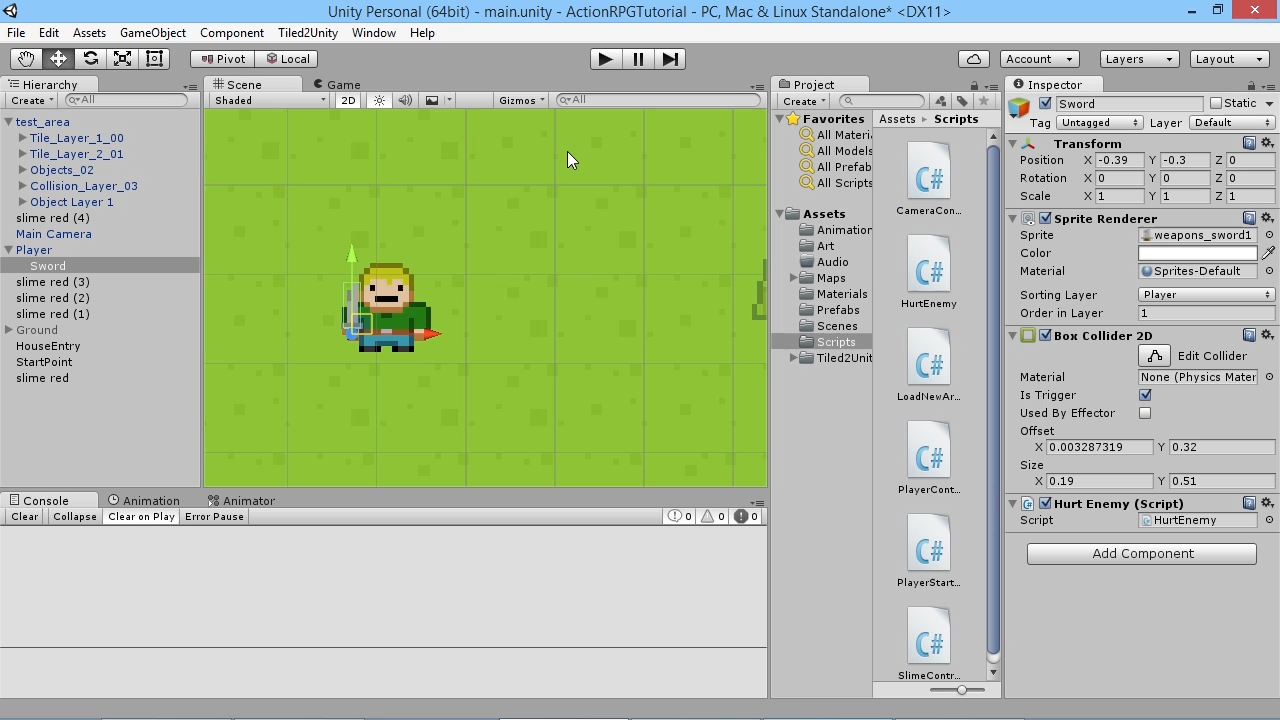 Unity Personal (64bit) - main.unity - ActionRPGTutorial - PC, Mac & Linux Standalone* <DX11>
File Edit Assets GameObject Component Tiled2Unity Window Help
Pivot Local Account Layers Layout
Hierarchy
Create All
test_area
Tile_Layer_1_00
Tile_Layer_2_01
Objects_02
Collision_Layer_03
Object Layer 1
slime red (4)
Main Camera
Player
Sword
slime red (3)
slime red (2)
slime red (1)
Ground
HouseEntry
StartPoint
slime red
Scene Game
Shaded 2D Gizmos All
Console Animation Animator
Clear Collapse Clear on Play Error Pause 0 0 0
Project
Create
Favorites
All Materi
All Models
All Prefab
All Scripts
Assets
Animation
Art
Audio
Maps
Materials
Prefabs
Scenes
Scripts
Tiled2Unit
Assets Scripts
C#
CameraCon...
C#
HurtEnemy
C#
LoadNewAr...
C#
PlayerCont...
C#
PlayerStart...
C#
SlimeContr...
Inspector
Sword Static
Tag Untagged Layer Default
Transform
Position X -0.39 Y -0.3 Z 0
Rotation X 0 Y 0 Z 0
Scale X 1 Y 1 Z 1
Sprite Renderer
Sprite weapons_sword1
Color
Material Sprites-Default
Sorting Layer Player
Order in Layer 1
Box Collider 2D
Edit Collider
Material None (Physics Mater
Is Trigger
Used By Effector
Offset
X 0.003287319 Y 0.32
Size
X 0.19 Y 0.51
C# Hurt Enemy (Script)
Script HurtEnemy
Add Component